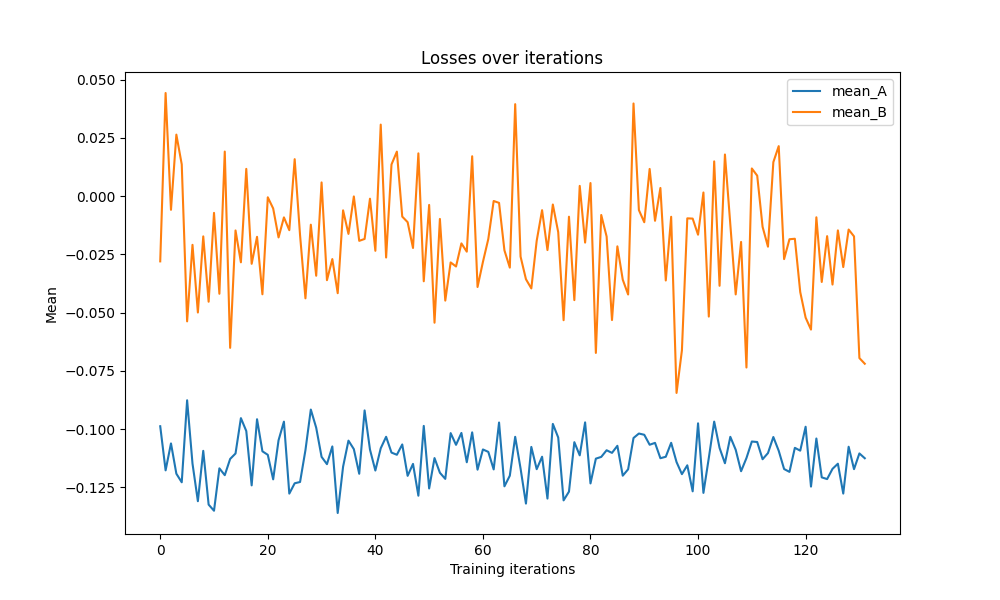 Losses over iterations
mean_A
mean_B
0.050
0.025
0.000
−0.025
−0.050
−0.075
−0.100
−0.125
Mean
0 20 40 60 80 100 120
Training iterations